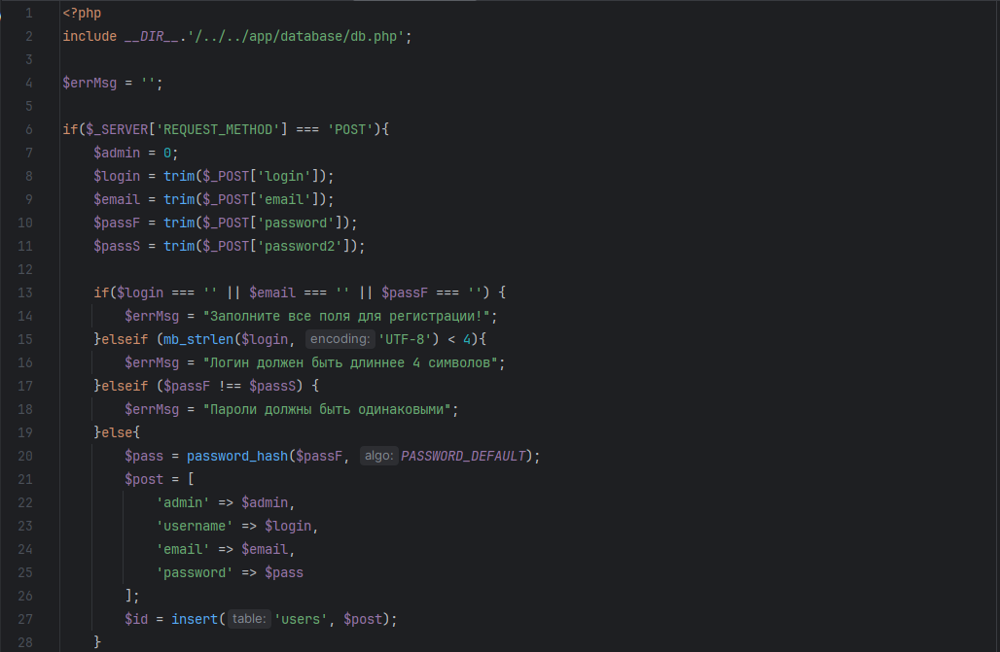 1 <?php
2 include __DIR__.'/../../app/database/db.php';
3
4 $errMsg = '';
5
6 if($_SERVER['REQUEST_METHOD'] === 'POST'){
7     $admin = 0;
8     $login = trim($_POST['login']);
9     $email = trim($_POST['email']);
10     $passF = trim($_POST['password']);
11     $passS = trim($_POST['password2']);
12
13     if($login === '' || $email === '' || $passF === '') {
14         $errMsg = "Заполните все поля для регистрации!";
15     }elseif (mb_strlen($login, encoding: 'UTF-8') < 4){
16         $errMsg = "Логин должен быть длиннее 4 символов";
17     }elseif ($passF !== $passS) {
18         $errMsg = "Пароли должны быть одинаковыми";
19     }else{
20         $pass = password_hash($passF, algo: PASSWORD_DEFAULT);
21         $post = [
22             'admin' => $admin,
23             'username' => $login,
24             'email' => $email,
25             'password' => $pass
26         ];
27         $id = insert( table: 'users', $post);
28     }